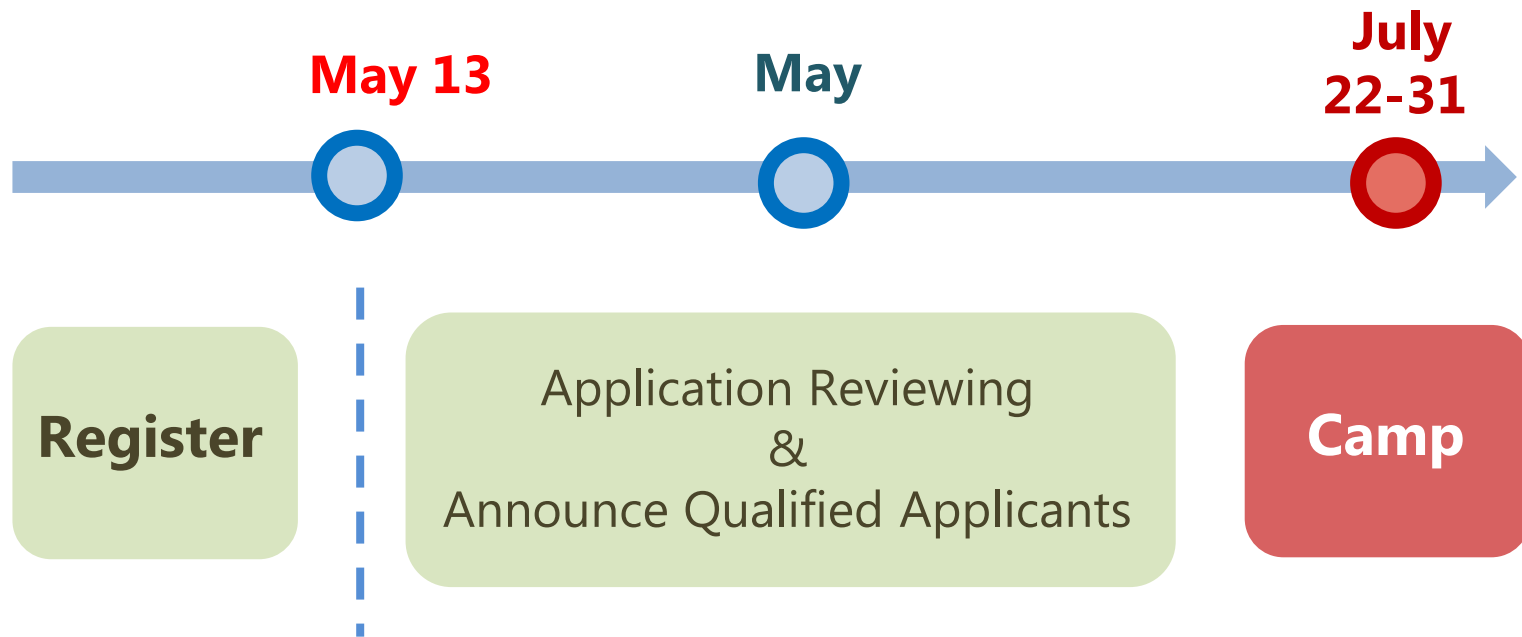 May 13
May
July
22-31
Register
Application Reviewing
&
Announce Qualified Applicants
Camp